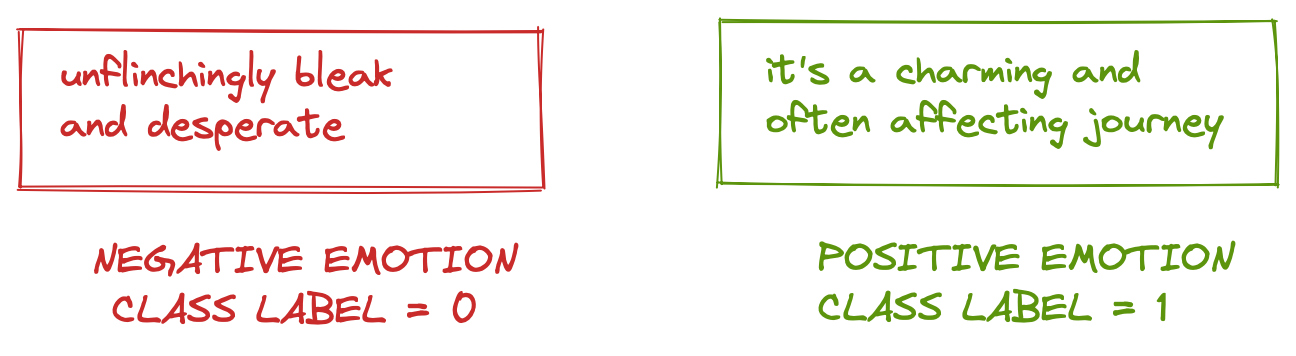 unflinchingly bleak
and desperate
NEGATIVE EMOTION
CLASS LABEL = 0
it's a charming and
often affecting journey
POSITIVE EMOTION
CLASS LABEL = 1